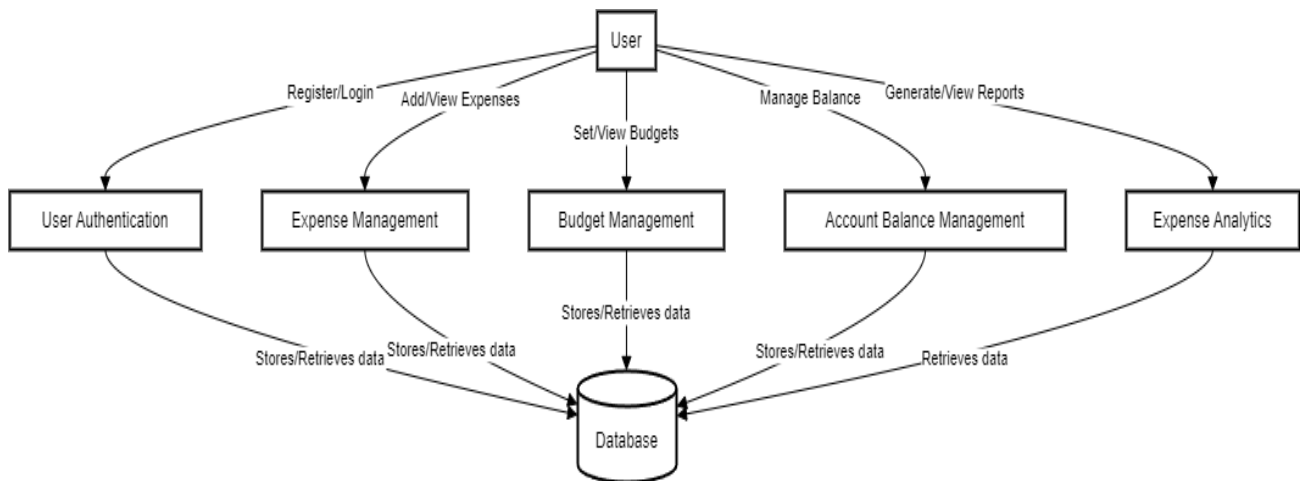 User
Register/Login
Add/View Expenses
Set/View Budgets
Manage Balance
Generate/View Reports
User Authentication
Expense Management
Budget Management
Account Balance Management
Expense Analytics
Stores/Retrieves data
Stores/Retrieves data
Stores/Retrieves data
Stores/Retrieves data
Retrieves data
Database